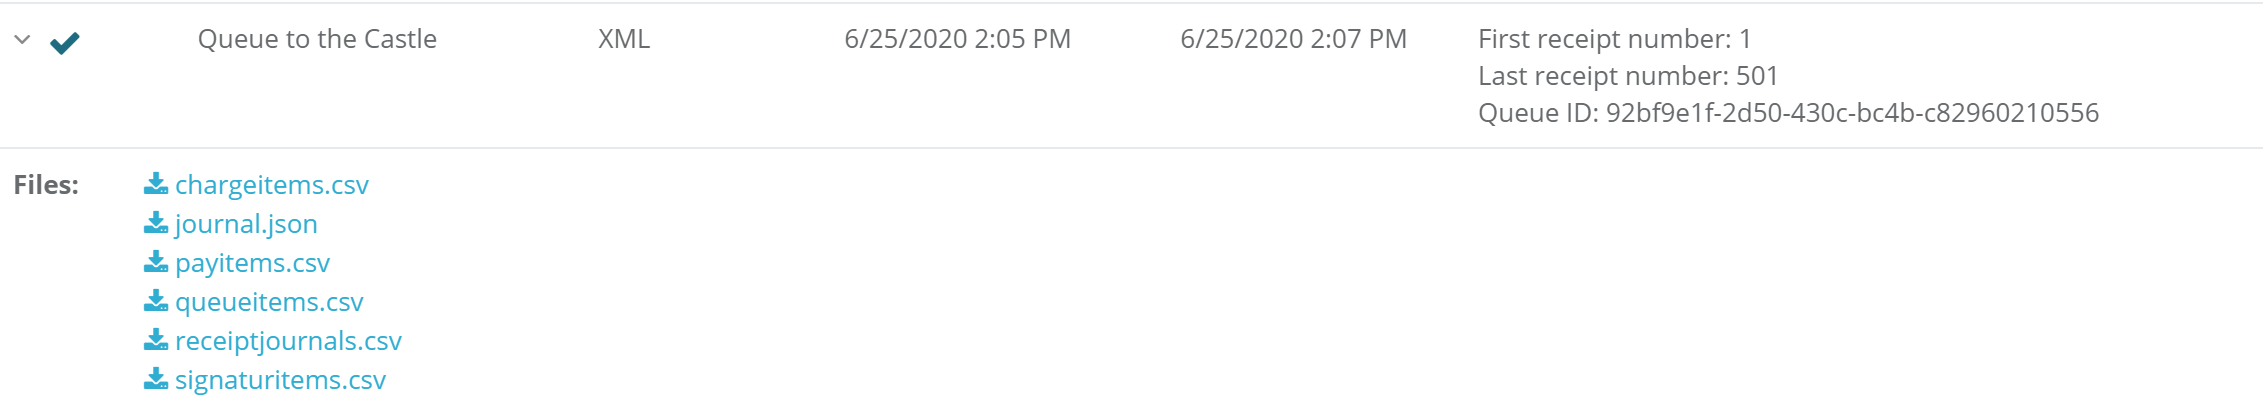 Queue to the Castle XML 6/25/2020 2:05 PM 6/25/2020 2:07 PM First receipt number: 1
Last receipt number: 501
Queue ID: 92bf9e1f-2d50-430c-bc4b-c82960210556
Files: chargeitems.csv
journal.json
payitems.csv
queueitems.csv
receiptjournals.csv
signaturitems.csv